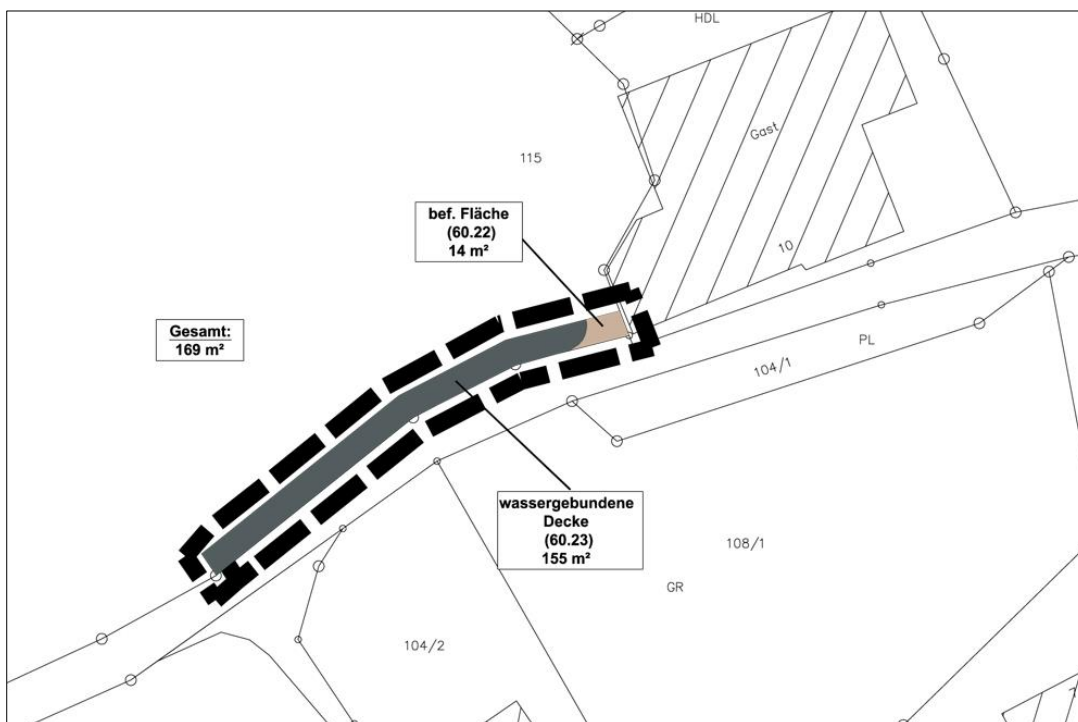 HDL
Gast
115
bef. Fläche
(60.22)
14 m²
10
Gesamt:
169 m²
PL
104/1
wassergebundene
Decke
(60.23)
155 m²
108/1
GR
104/2